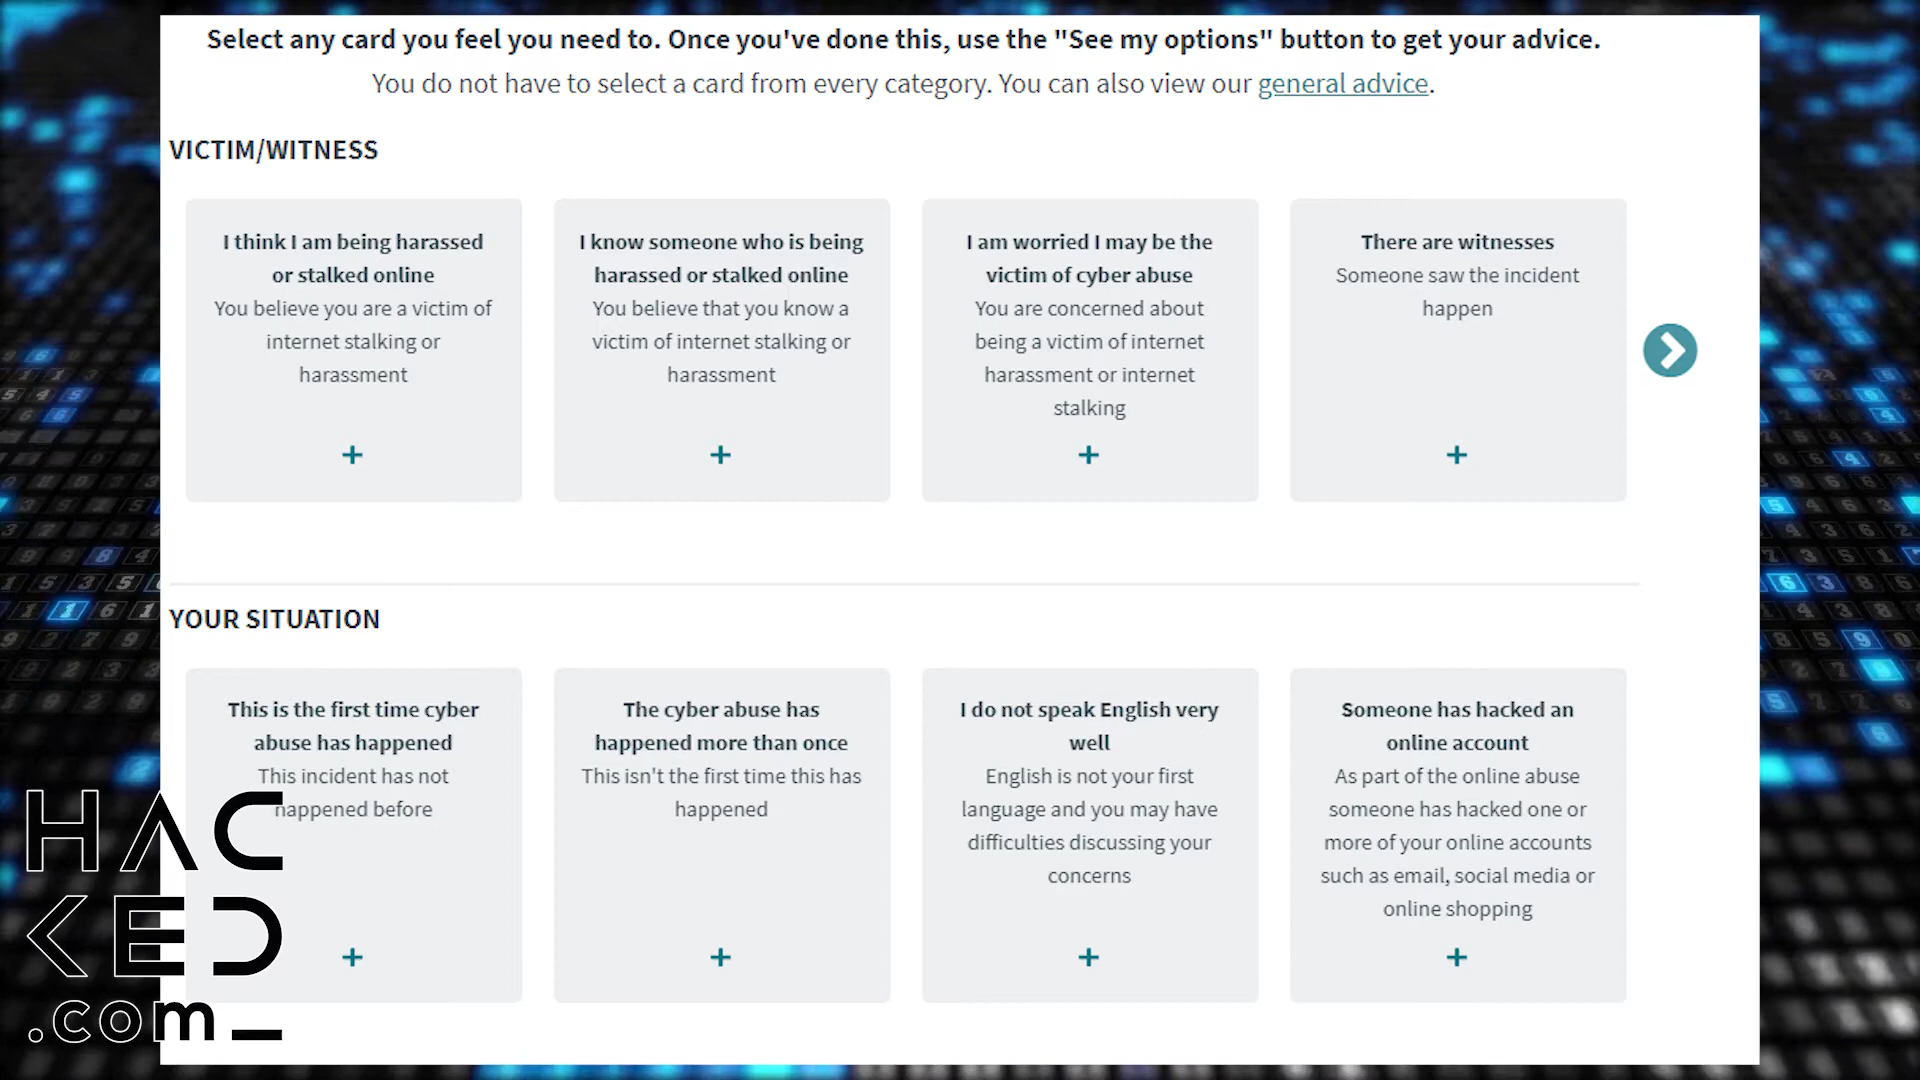 Select any card you feel you need to. Once you've done this, use the "See my options" button to get your advice.
You do not have to select a card from every category. You can also view our general advice.
VICTIM/WITNESS
I think I am being harassed
or stalked online
You believe you are a victim of
internet stalking or
harassment
+
I know someone who is being
harassed or stalked online
You believe that you know a
victim of internet stalking or
harassment
+
I am worried I may be the
victim of cyber abuse
You are concerned about
being a victim of internet
harassment or internet
stalking
+
There are witnesses
Someone saw the incident
happen
+
YOUR SITUATION
This is the first time cyber
abuse has happened
This incident has not
happened before
+
The cyber abuse has
happened more than once
This isn't the first time this has
happened
+
I do not speak English very
well
English is not your first
language and you may have
difficulties discussing your
concerns
+
Someone has hacked an
online account
As part of the online abuse
someone has hacked one or
more of your online accounts
such as email, social media or
online shopping
+
HAC
KED
.com_